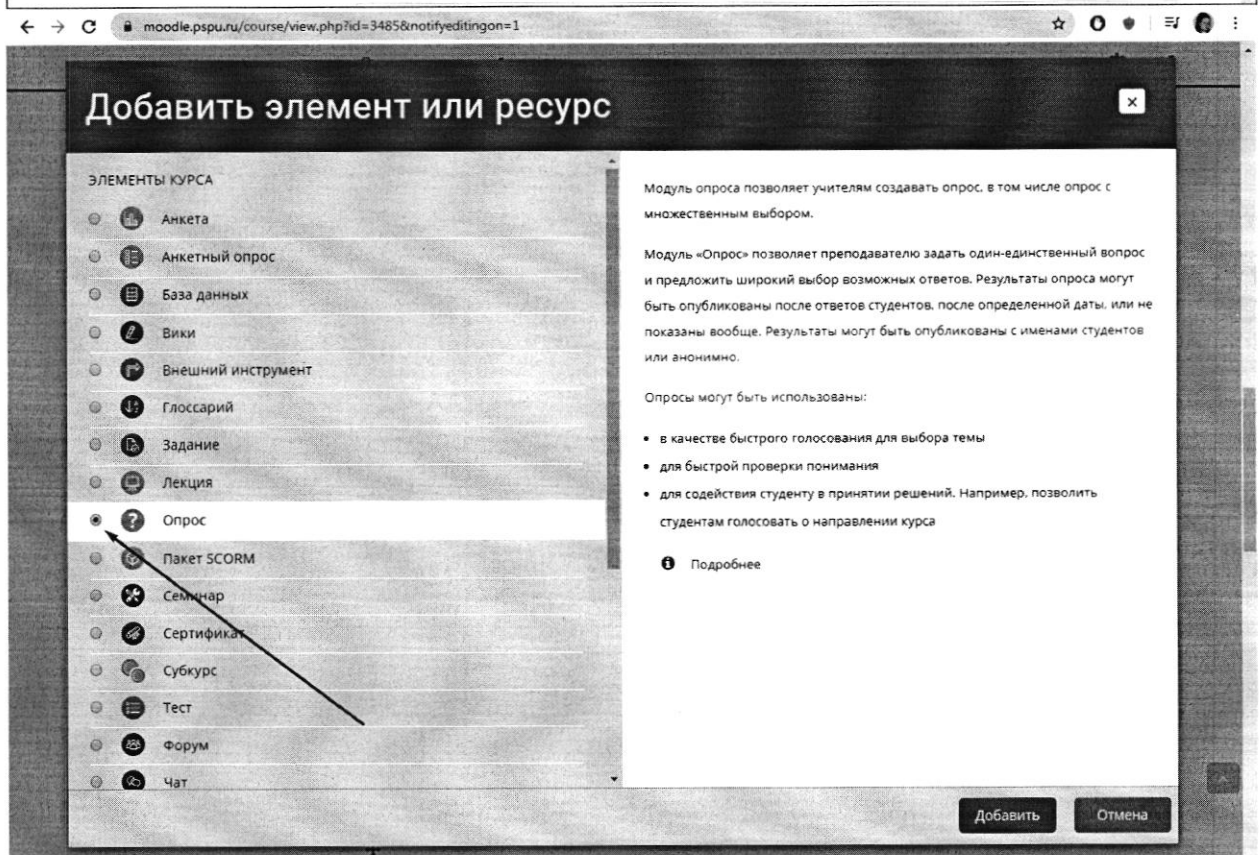 moodle.pspu.ru/course/view.php?id=3485&notifyeditingon=1
Добавить элемент или ресурс
ЭЛЕМЕНТЫ КУРСА
Анкета
Анкетный опрос
База данных
Вики
Внешний инструмент
Глоссарий
Задание
Лекция
Опрос
Пакет SCORM
Семинар
Сертификат
Субкурс
Тест
Форум
Чат
Модуль опроса позволяет учителям создавать опрос, в том числе опрос с
множественным выбором.
Модуль «Опрос» позволяет преподавателю задать один-единственный вопрос
и предложить широкий выбор возможных ответов. Результаты опроса могут
быть опубликованы после ответов студентов, после определенной даты, или не
показаны вообще. Результаты могут быть опубликованы с именами студентов
или анонимно.
Опросы могут быть использованы:
• в качестве быстрого голосования для выбора темы
• для быстрой проверки понимания
• для содействия студенту в принятии решений. Например, позволить
студентам голосовать о направлении курса
Подробнее
Добавить
Отмена